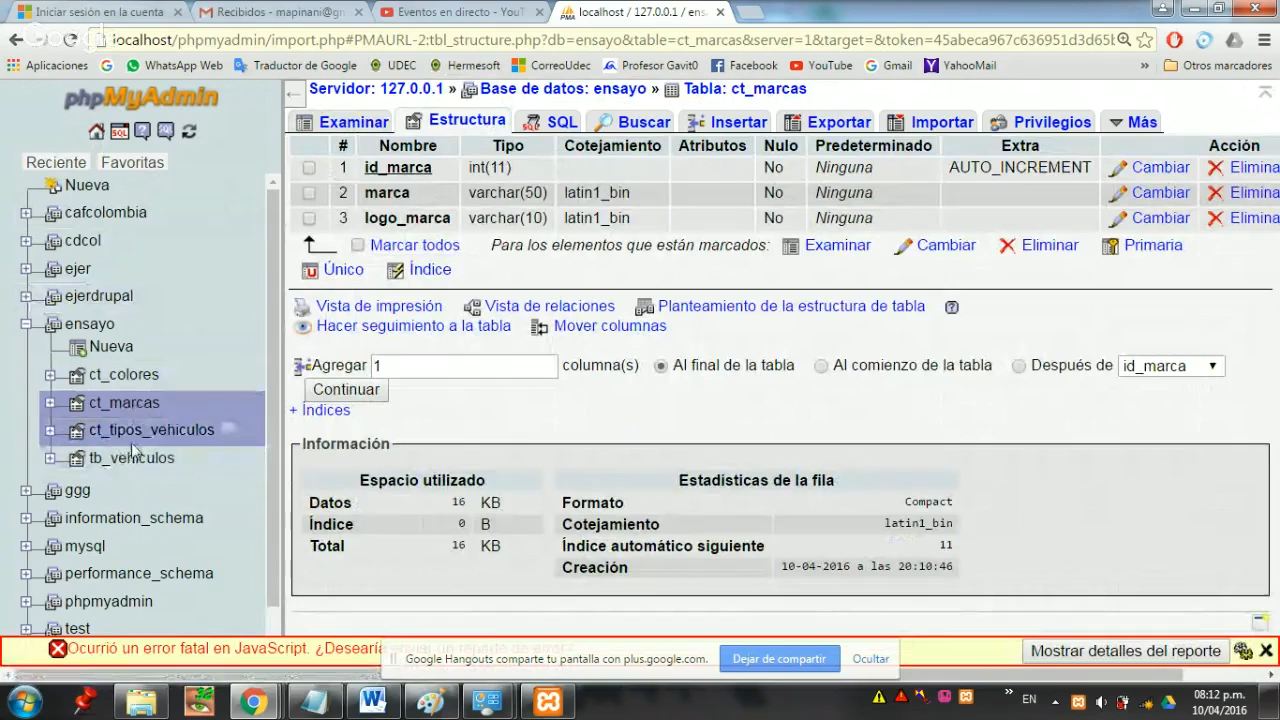 Iniciar sesión en la cuenta
Recibidos - mapinani@gm
Eventos en directo - YouT
localhost / 127.0.0.1 / ens
localhost/phpmyadmin/import.php#PMAURL-2:tbl_structure.php?db=ensayo&table=ct_marcas&server=1&target=&token=45abeca967c636951d3d65b
Aplicaciones
WhatsApp Web
Traductor de Google
UDEC
Hermesoft
CorreoUdec
Profesor Gavit0
Facebook
YouTube
Gmail
YahooMail
» Otros marcadores
phpMyAdmin
Reciente
Favoritas
Nueva
cafcolombia
cdcol
ejer
ejerdrupal
ensayo
Nueva
ct_colores
ct_marcas
ct_tipos_vehiculos
tb_vehiculos
ggg
information_schema
mysql
performance_schema
phpmyadmin
test
Servidor: 127.0.0.1 » Base de datos: ensayo » Tabla: ct_marcas
Examinar
Estructura
SQL
Buscar
Insertar
Exportar
Importar
Privilegios
Más
# Nombre Tipo Cotejamiento Atributos Nulo Predeterminado Extra Acción
1 id_marca int(11) No Ninguna AUTO_INCREMENT Cambiar Elimina
2 marca varchar(50) latin1_bin No Ninguna Cambiar Elimina
3 logo_marca varchar(10) latin1_bin No Ninguna Cambiar Elimina
Marcar todos Para los elementos que están marcados: Examinar Cambiar Eliminar Primaria
Único Índice
Vista de impresión Vista de relaciones Planteamiento de la estructura de tabla
Hacer seguimiento a la tabla Mover columnas
Agregar 1 columna(s) Al final de la tabla Al comienzo de la tabla Después de id_marca
Continuar
+ Índices
Información
Espacio utilizado
Datos 16 KB
Índice 0 B
Total 16 KB
Estadísticas de la fila
Formato Compact
Cotejamiento latin1_bin
Índice automático siguiente 11
Creación 10-04-2016 a las 20:10:46
Ocurrió un error fatal en JavaScript. ¿Desearía
Mostrar detalles del reporte
Google Hangouts comparte tu pantalla con plus.google.com.
Dejar de compartir
Ocultar
EN
08:12 p.m.
10/04/2016